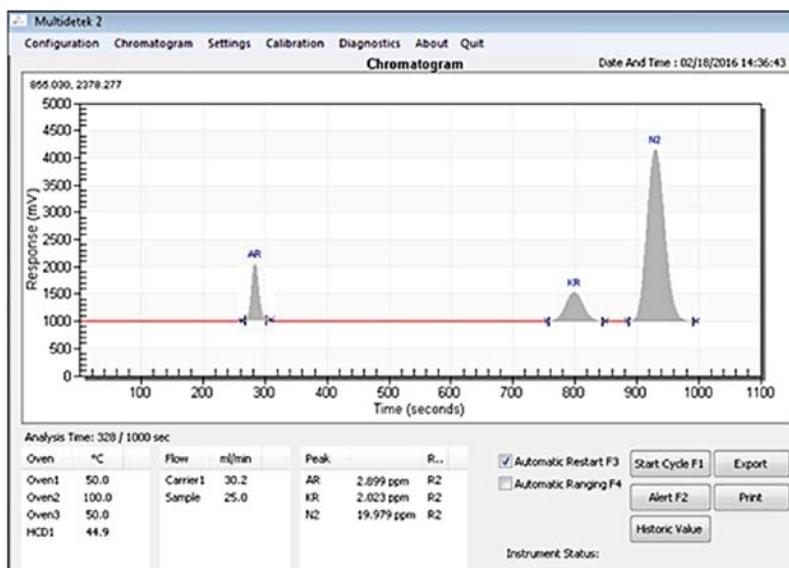 Multidetek 2
Configuration Chromatogram Settings Calibration Diagnostics About Quit
Chromatogram Date And Time : 02/18/2016 14:36:43
855.030, 2378.277
5000
4500
4000
3500
3000
2500
2000
1500
1000
500
0
Response (mV)
AR
KR
N2
100 200 300 400 500 600 700 800 900 1000 1100
Time (seconds)
Analysis Time: 328 / 1000 sec
Oven °C
Oven1 50.0
Oven2 100.0
Oven3 50.0
HCD1 44.9
Flow ml/min
Carrier1 30.2
Sample 25.0
Peak R..
AR 2.899 ppm R2
KR 2.023 ppm R2
N2 19.979 ppm R2
Automatic Restart F3
Automatic Ranging F4
Start Cycle F1 Export
Alert F2 Print
Historic Value
Instrument Status: